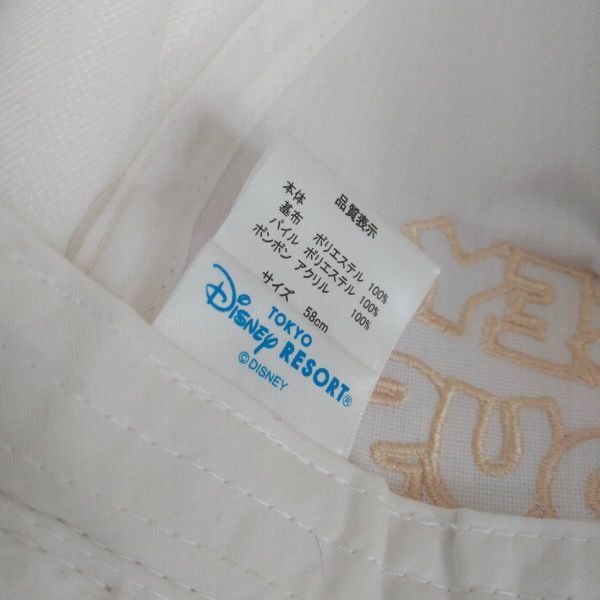 品質表示
本体
基布 ポリエステル 100%
パイル ポリエステル 100%
ポンポン アクリル 100%
サイズ 58cm
TOKYO
Disney RESORT®
©DISNEY